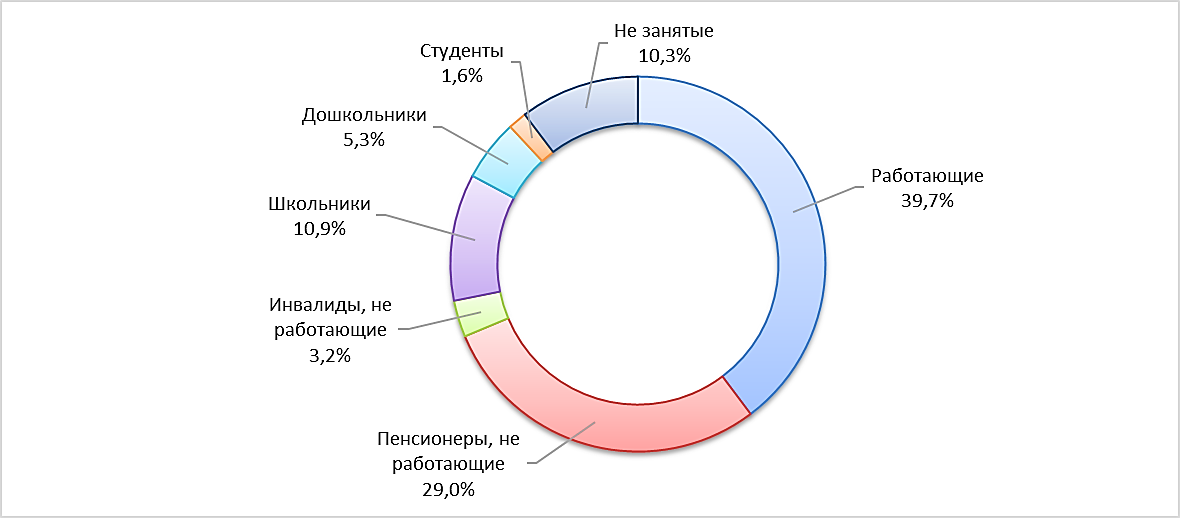 Не занятые
10,3%
Студенты
1,6%
Дошкольники
5,3%
Работающие
39,7%
Школьники
10,9%
Инвалиды, не
работающие
3,2%
Пенсионеры, не
работающие
29,0%